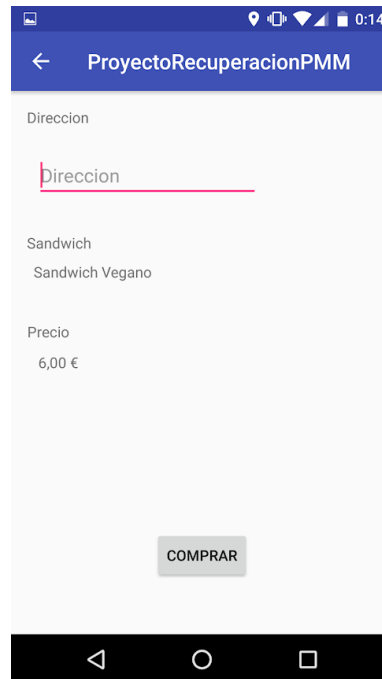 0:14
ProyectoRecuperacionPMM
Direccion
Direccion
Sandwich
Sandwich Vegano
Precio
6,00 €
COMPRAR